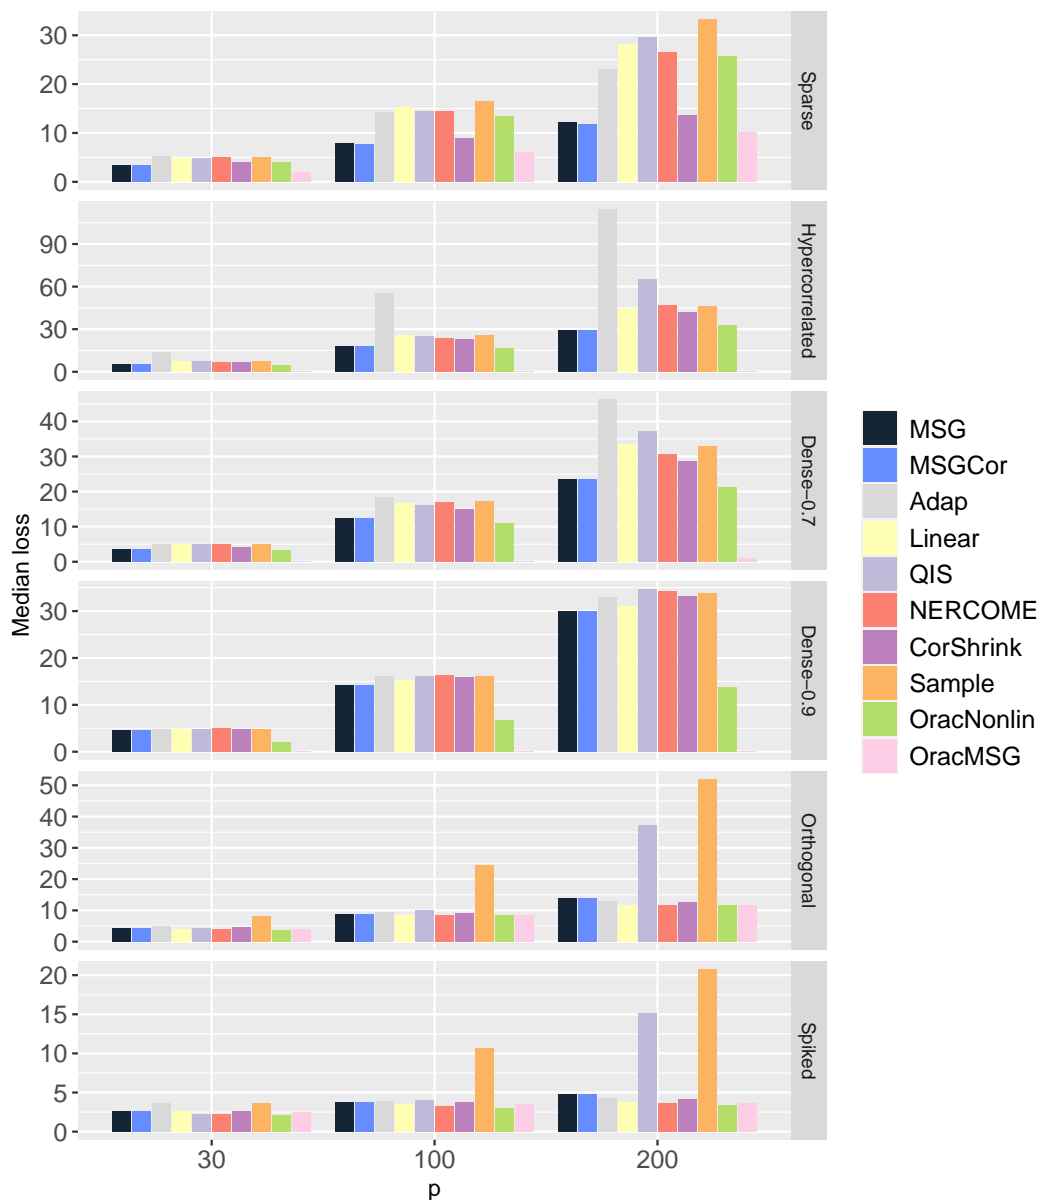 Median loss
30
20
10
0
Sparse
90
60
30
0
Hypercorrelated
40
30
20
10
0
Dense−0.7
30
20
10
0
Dense−0.9
50
40
30
20
10
0
Orthogonal
20
15
10
5
0
Spiked
30 100 200
p
MSG
MSGCor
Adap
Linear
QIS
NERCOME
CorShrink
Sample
OracNonlin
OracMSG